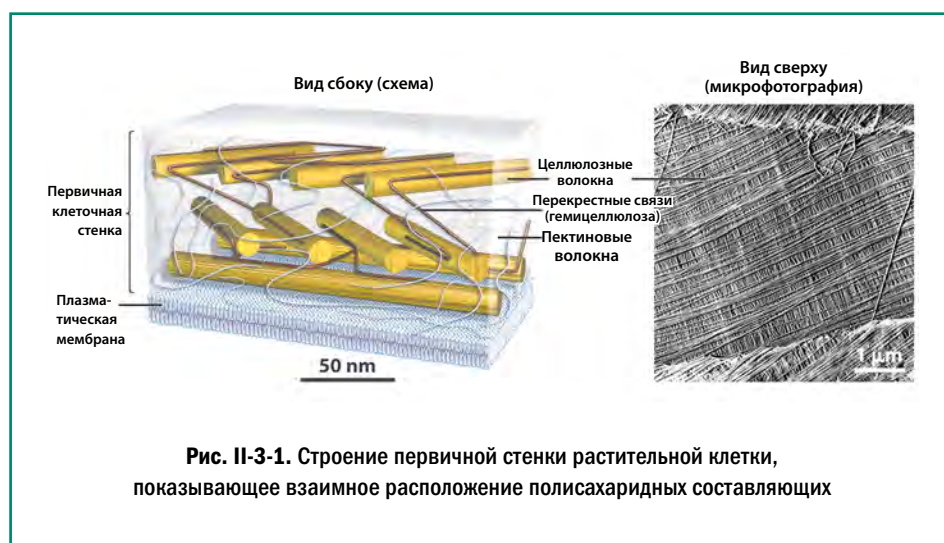 Вид сбоку (схема)
Вид сверху
(микрофотография)
Первичная
клеточная
стенка
Плазма-
тическая
мембрана
Целлюлозные
волокна
Перекрестные связи
(гемицеллюлоза)
Пектиновые
волокна
50 nm
1 μm
Рис. II-3-1. Строение первичной стенки растительной клетки,
показывающее взаимное расположение полисахаридных составляющих